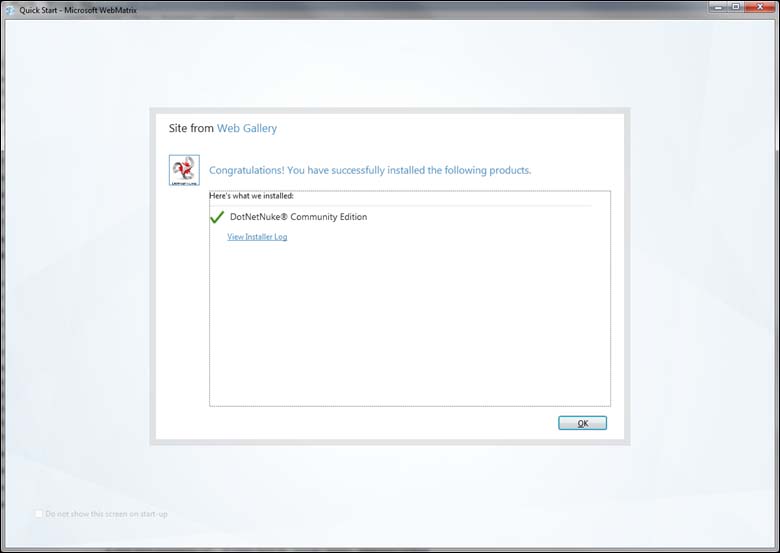 Quick Start - Microsoft WebMatrix
Site from Web Gallery
Congratulations! You have successfully installed the following products.
Here's what we installed:
DotNetNuke® Community Edition
View Installer Log
OK
Do not show this screen on start-up